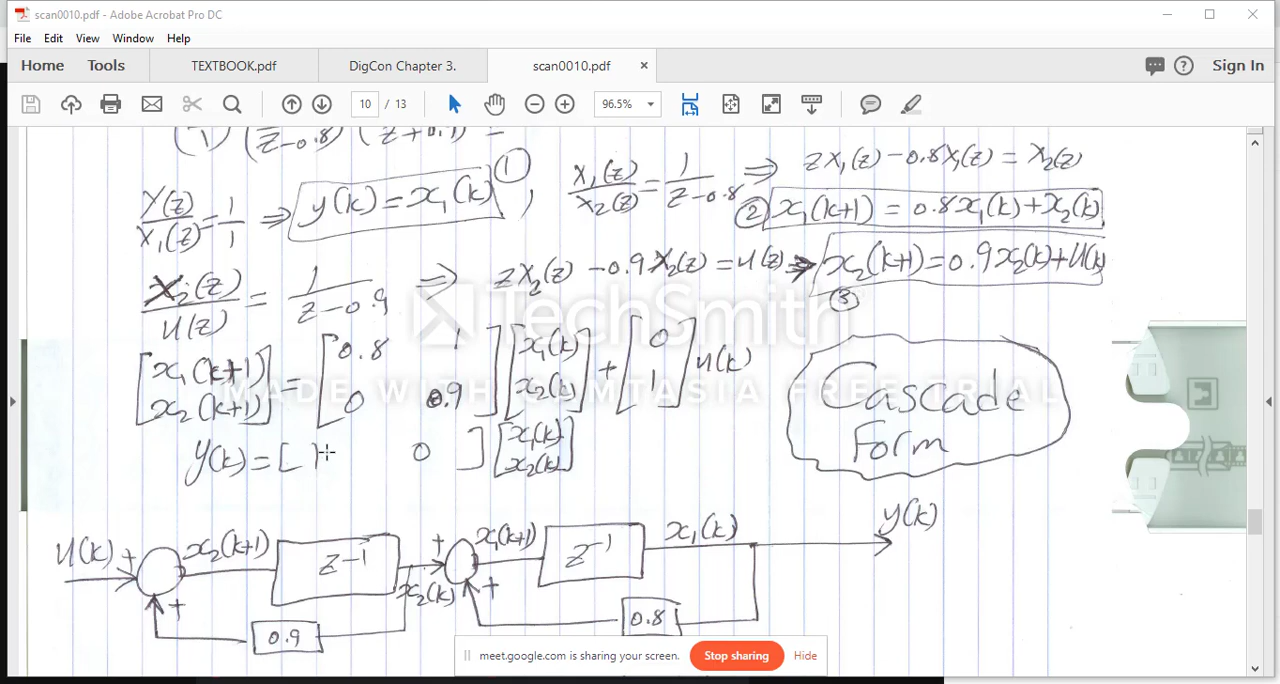 scan0010.pdf - Adobe Acrobat Pro DC
File Edit View Window Help
Home Tools TEXTBOOK.pdf DigCon Chapter 3. scan0010.pdf × Sign In
10 / 13 96.5%
Y(z)/X1(z) = 1/1 ⇒ y(k) = x1(k) ① , X1(z)/X2(z) = 1/(z-0.8) ⇒ zX1(z) - 0.8X1(z) = X2(z)
② x1(k+1) = 0.8x1(k) + x2(k)
X2(z)/U(z) = 1/(z-0.9) ⇒ zX2(z) - 0.9X2(z) = U(z) ⇒ x2(k+1) = 0.9x2(k) + U(k)
③
TechSmith
[x1(k+1)] = [0.8 1] [x1(k)] + [0] U(k)
[x2(k+1)] [0 0.9] [x2(k)] [1]
MADE WITH CAMTASIA FREE TRIAL
Cascade
Form
y(k) = [1 0] [x1(k)
x2(k)]
U(k) + x2(k+1) z⁻¹ + x1(k+1) z⁻¹ x1(k) y(k)
x2(k)
+ 0.9 + 0.8
meet.google.com is sharing your screen. Stop sharing Hide